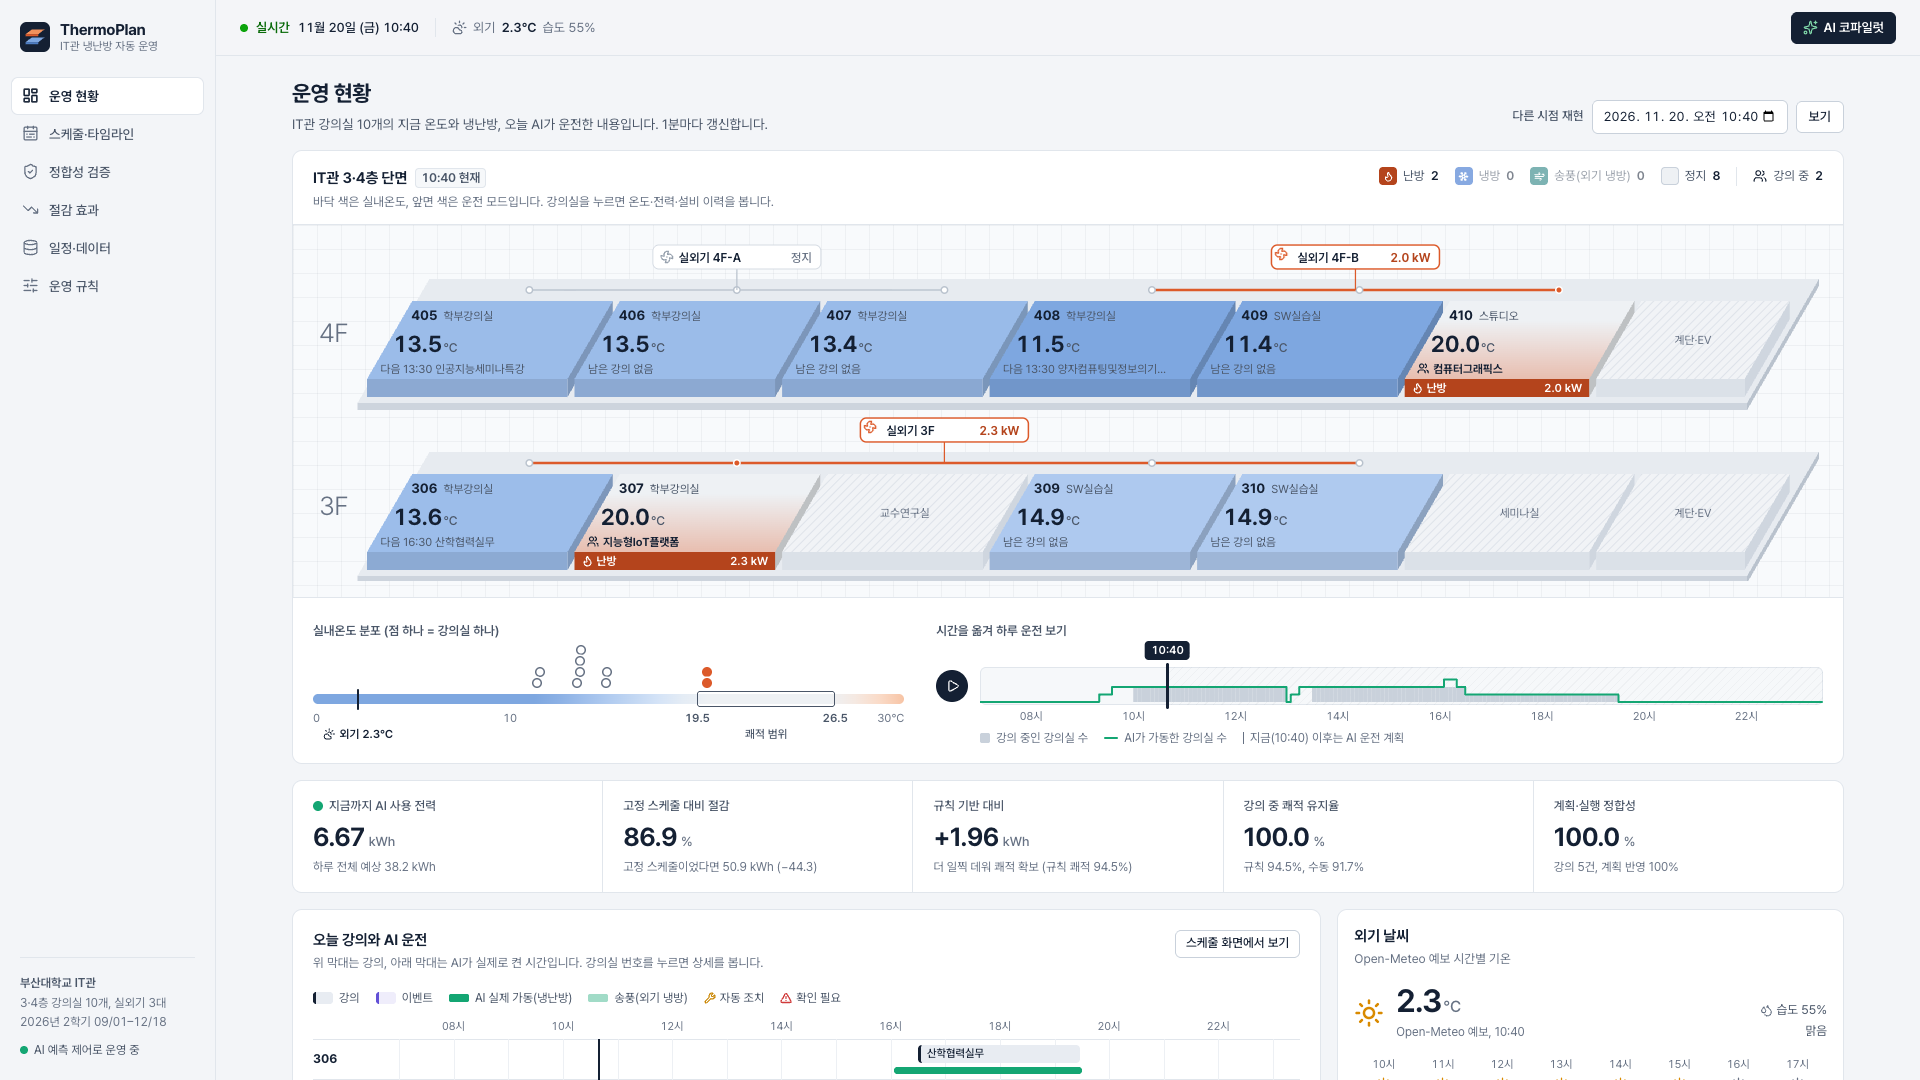 ThermoPlan
IT관 냉난방 자동 운영
운영 현황
스케줄·타임라인
정합성 검증
절감 효과
일정·데이터
운영 규칙
부산대학교 IT관
3·4층 강의실 10개, 실외기 3대
2026년 2학기 09/01–12/18
AI 예측 제어로 운영 중
실시간 11월 20일 (금) 10:40 외기 2.3°C 습도 55%
AI 코파일럿
운영 현황
IT관 강의실 10개의 지금 온도와 냉난방, 오늘 AI가 운전한 내용입니다. 1분마다 갱신합니다.
다른 시점 재현 2026. 11. 20. 오전 10:40 보기
IT관 3·4층 단면 10:40 현재
바닥 색은 실내온도, 앞면 색은 운전 모드입니다. 강의실을 누르면 온도·전력·설비 이력을 봅니다.
난방 2 냉방 0 송풍(외기 냉방) 0 정지 8 강의 중 2
실외기 4F-A 정지
실외기 4F-B 2.0 kW
4F
405 학부강의실
13.5°C
다음 13:30 인공지능세미나특강
406 학부강의실
13.5°C
남은 강의 없음
407 학부강의실
13.4°C
남은 강의 없음
408 학부강의실
11.5°C
다음 13:30 양자컴퓨팅및정보의기…
409 SW실습실
11.4°C
남은 강의 없음
410 스튜디오
20.0°C
컴퓨터그래픽스
난방 2.0 kW
계단·EV
실외기 3F 2.3 kW
3F
306 학부강의실
13.6°C
다음 16:30 산학협력실무
307 학부강의실
20.0°C
지능형IoT플랫폼
난방 2.3 kW
교수연구실
309 SW실습실
14.9°C
남은 강의 없음
310 SW실습실
14.9°C
남은 강의 없음
세미나실
계단·EV
실내온도 분포 (점 하나 = 강의실 하나)
0 10 19.5 26.5 30°C
외기 2.3°C 쾌적 범위
시간을 옮겨 하루 운전 보기
10:40
08시 10시 12시 14시 16시 18시 20시 22시
강의 중인 강의실 수 AI가 가동한 강의실 수 지금(10:40) 이후는 AI 운전 계획
지금까지 AI 사용 전력
6.67 kWh
하루 전체 예상 38.2 kWh
고정 스케줄 대비 절감
86.9 %
고정 스케줄이었다면 50.9 kWh (−44.3)
규칙 기반 대비
+1.96 kWh
더 일찍 데워 쾌적 확보 (규칙 쾌적 94.5%)
강의 중 쾌적 유지율
100.0 %
규칙 94.5%, 수동 91.7%
계획·실행 정합성
100.0 %
강의 5건, 계획 반영 100%
오늘 강의와 AI 운전
위 막대는 강의, 아래 막대는 AI가 실제로 켠 시간입니다. 강의실 번호를 누르면 상세를 봅니다.
스케줄 화면에서 보기
강의 이벤트 AI 실제 가동(냉난방) 송풍(외기 냉방) 자동 조치 확인 필요
08시 10시 12시 14시 16시 18시 20시 22시
306 산학협력실무
외기 날씨
Open-Meteo 예보 시간별 기온
2.3°C
Open-Meteo 예보, 10:40
습도 55%
맑음
10시 11시 12시 13시 14시 15시 16시 17시